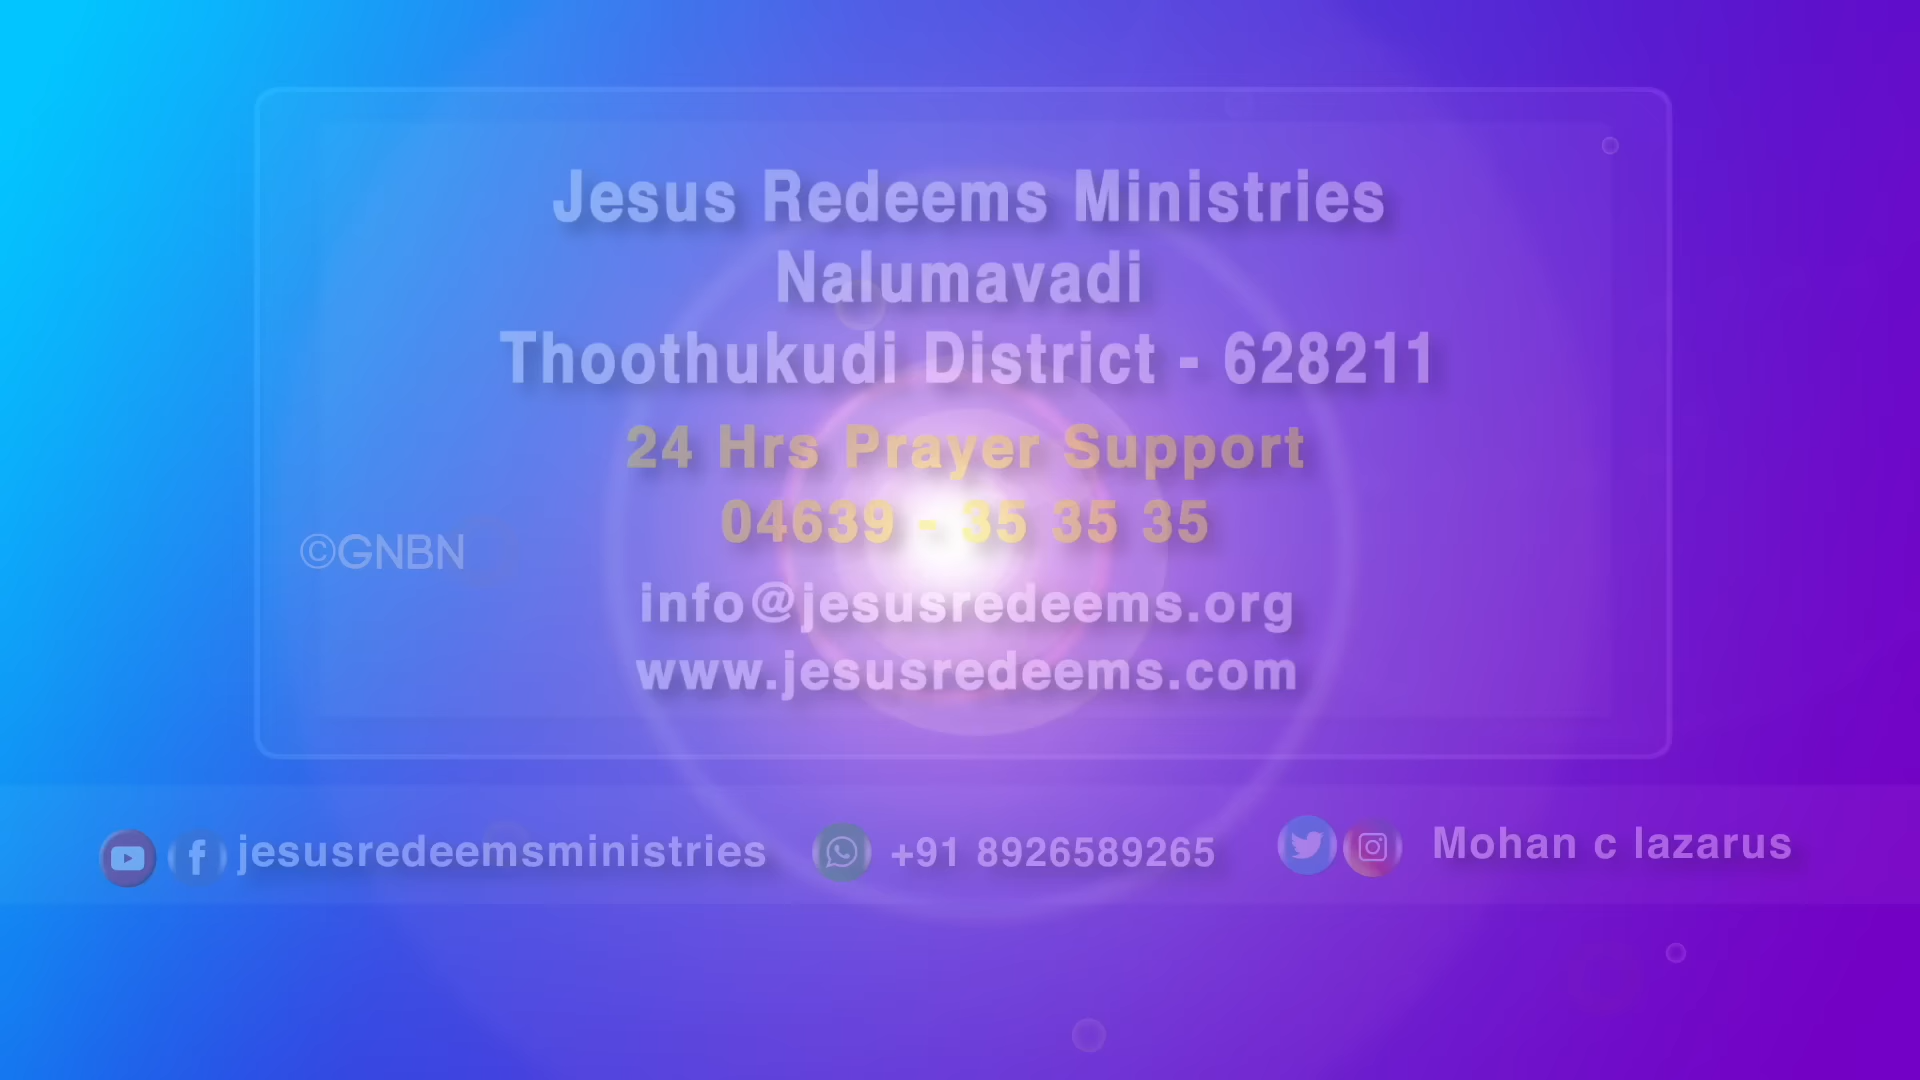 Jesus Redeems Ministries
Nalumavadi
Thoothukudi District - 628211
24 Hrs Prayer Support
04639 - 35 35 35
©GNBN
info@jesusredeems.org
www.jesusredeems.com
jesusredeemsministries +91 8926589265 Mohan c lazarus